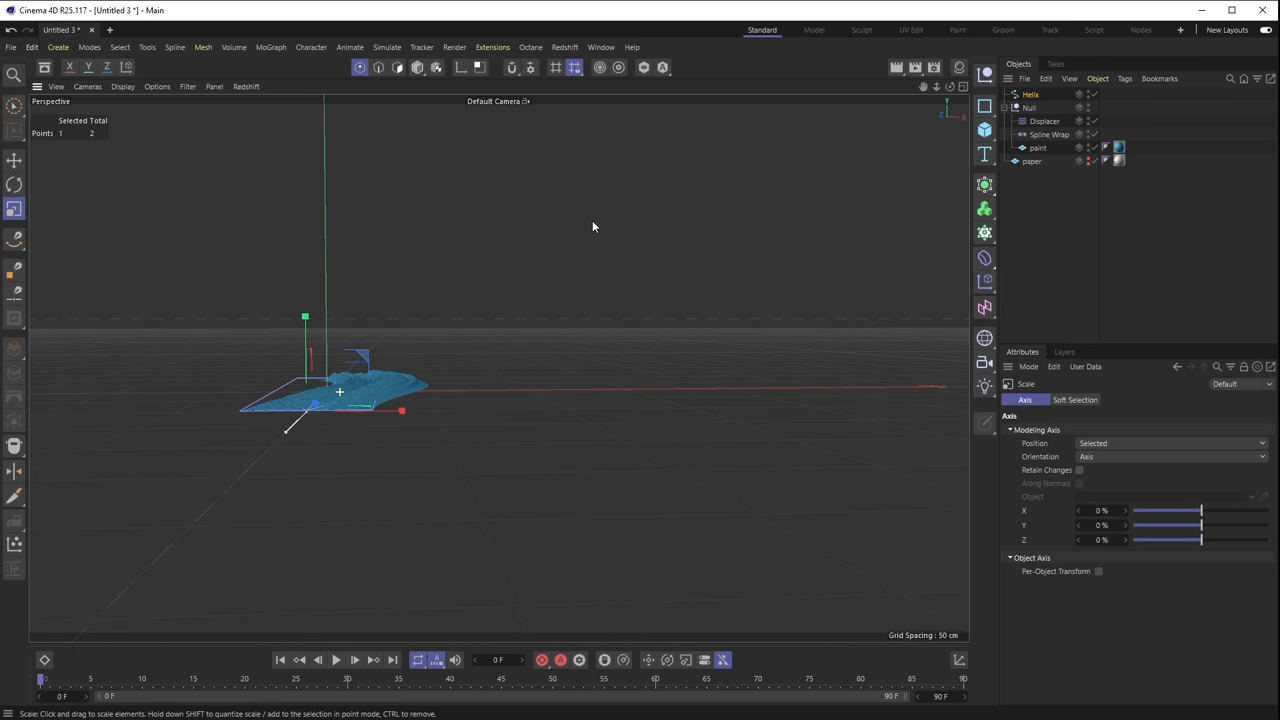 Cinema 4D R25.117 - [Untitled 3 *] - Main
Untitled 3 *
Standard Model Sculpt UV Edit Paint Groom Track Script Nodes New Layouts
File Edit Create Modes Select Tools Spline Mesh Volume MoGraph Character Animate Simulate Tracker Render Extensions Octane Redshift Window Help
X Y Z
Objects Takes
File Edit View Object Tags Bookmarks
View Cameras Display Options Filter Panel Redshift
Perspective
Default Camera
Selected Total
Points 1 2
Y
Z X
Helix
Null
Displacer
Spline Wrap
paint
paper
Attributes Layers
Mode Edit User Data
Scale
Default
Axis Soft Selection
Axis
Modeling Axis
Position Selected
Orientation Axis
Retain Changes
Along Normals
Object
X 0 %
Y 0 %
Z 0 %
Object Axis
Per-Object Transform
Grid Spacing : 50 cm
0 F
0 5 10 15 20 25 30 35 40 45 50 55 60 65 70 75 80 85 90
0 F 0 F 90 F 90 F
Scale: Click and drag to scale elements. Hold down SHIFT to quantize scale / add to the selection in point mode, CTRL to remove.